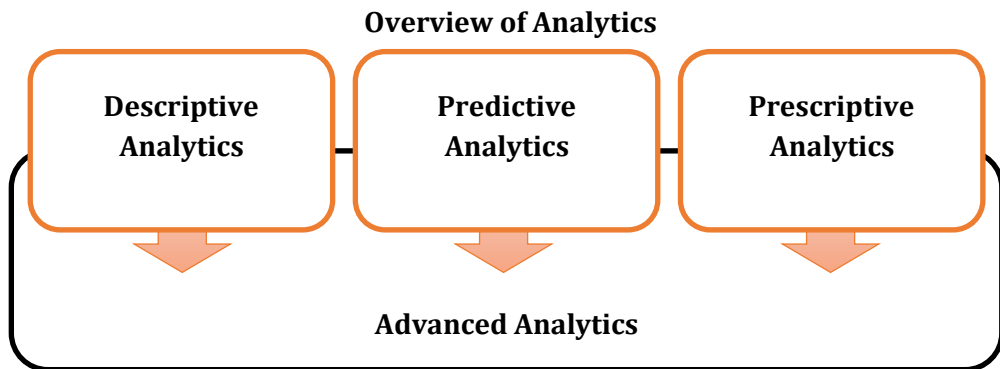 Overview of Analytics
Descriptive
Analytics
Predictive
Analytics
Prescriptive
Analytics
Advanced Analytics